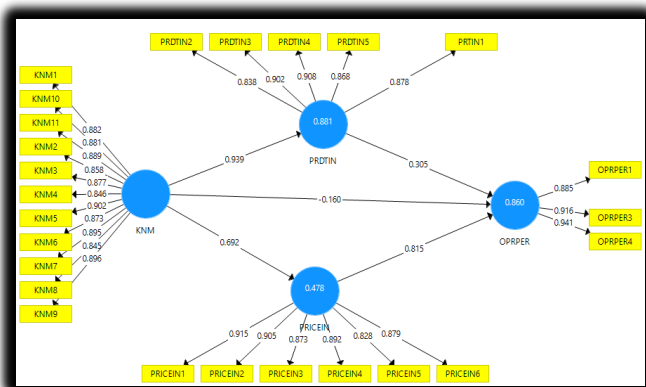 PRDTIN2 PRDTIN3 PRDTIN4 PRDTIN5 PRTIN1
0.838 0.902 0.908 0.868 0.878
0.881
PRDTIN
KNM1
KNM10
KNM11
KNM2
KNM3
KNM4
KNM5
KNM6
KNM7
KNM8
KNM9
0.882
0.881
0.889
0.858
0.877
0.846
0.902
0.873
0.895
0.845
0.896
KNM
0.939
0.305
-0.160
0.692
0.815
0.860
OPRPER
0.885
0.916
0.941
OPRPER1
OPRPER3
OPRPER4
0.478
PRICEIN
0.915 0.905 0.873 0.892 0.828 0.879
PRICEIN1 PRICEIN2 PRICEIN3 PRICEIN4 PRICEIN5 PRICEIN6